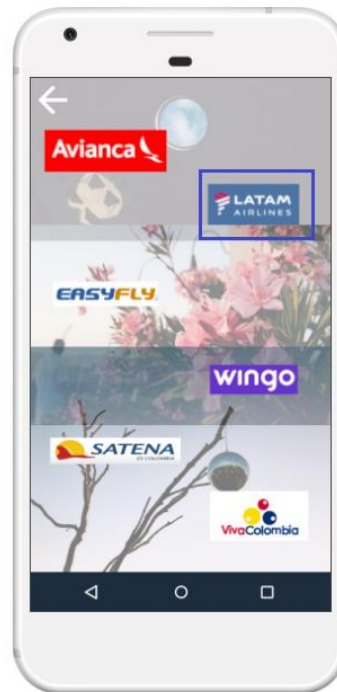 Avianca
LATAM
AIRLINES
EASYFLY
wingo
SATENA
VivaColombia